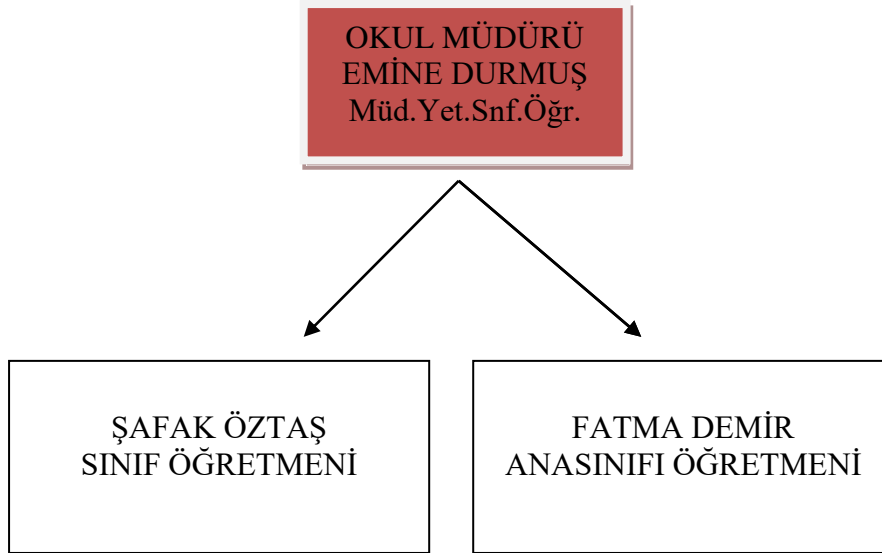 OKUL MÜDÜRÜ
EMİNE DURMUŞ
Müd.Yet.Snf.Öğr.
ŞAFAK ÖZTAŞ
SINIF ÖĞRETMENİ
FATMA DEMİR
ANASINIFI ÖĞRETMENİ